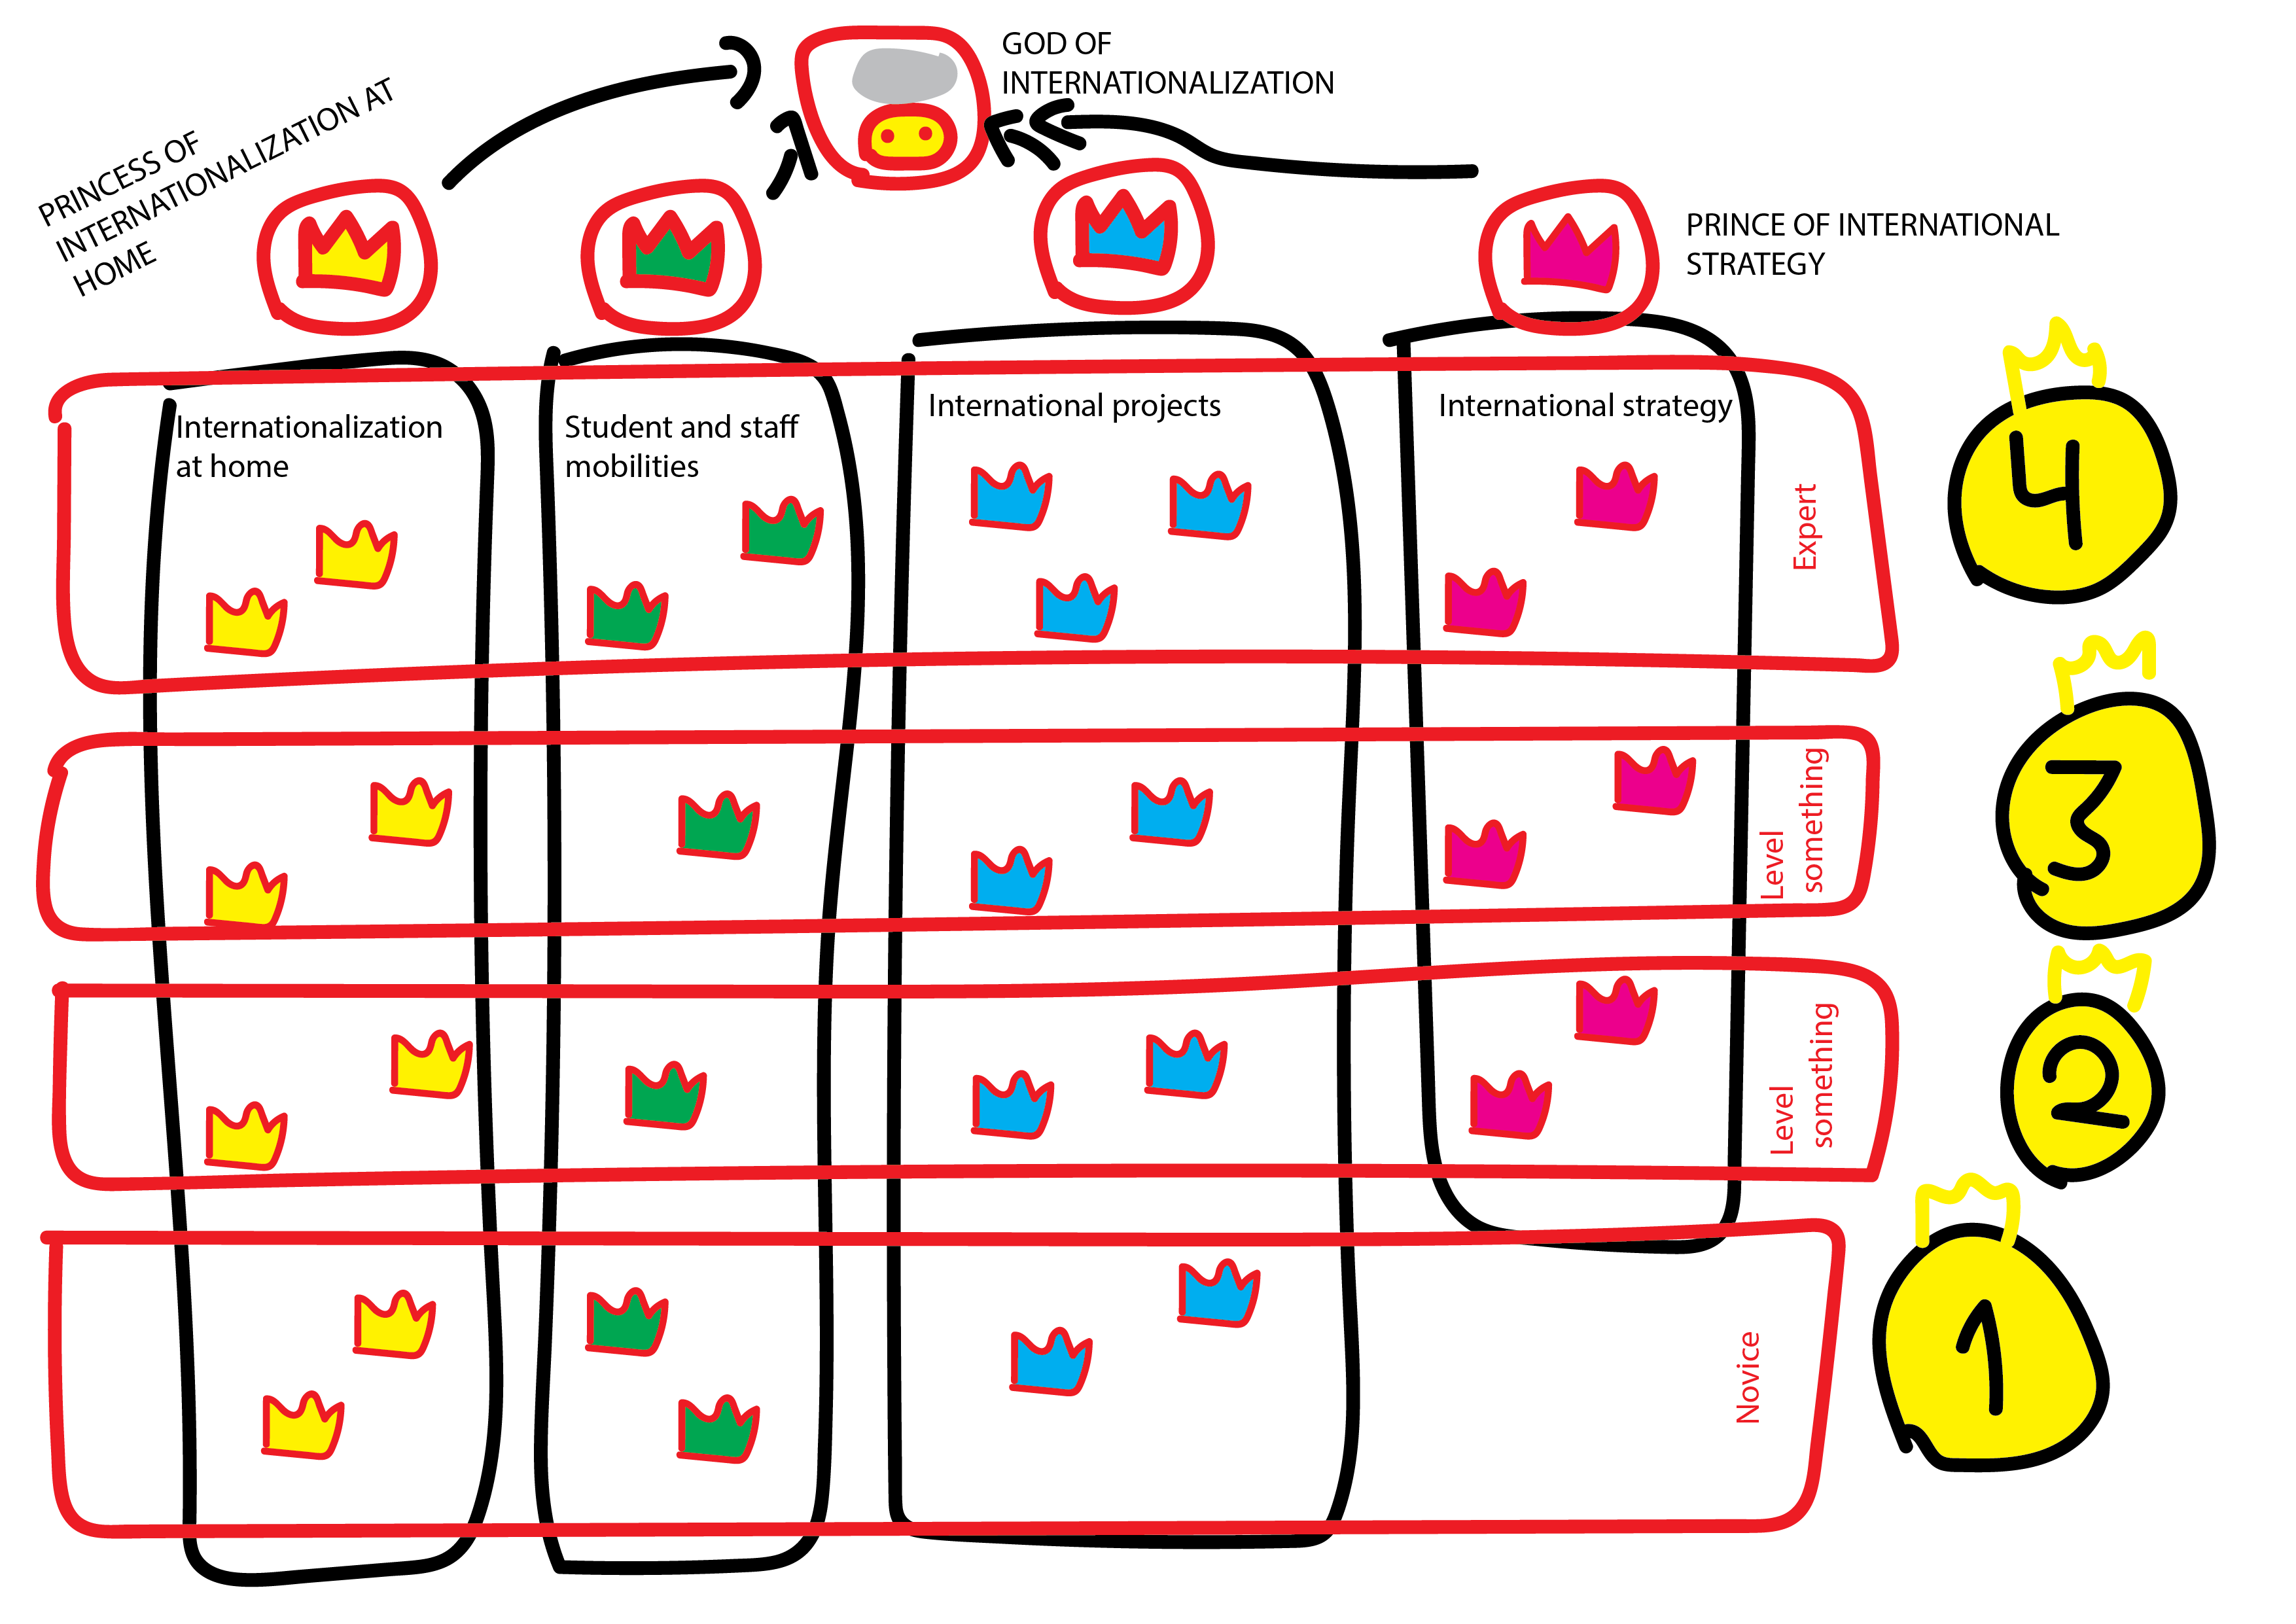 GOD OF
INTERNATIONALIZATION
PRINCESS OF
INTERNATIONALIZATION AT
HOME
PRINCE OF INTERNATIONAL
STRATEGY
Internationalization
at home
Student and staff
mobilities
International projects
International strategy
Expert
4
Level
something
3
Level
something
2
Novice
1